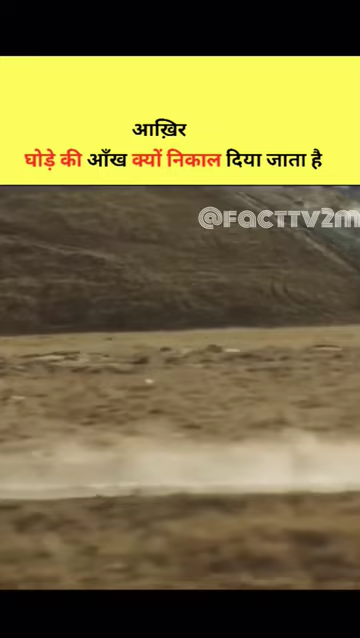 आख़िर
घोड़े की आँख क्यों निकाल दिया जाता है
@FACTTV2M